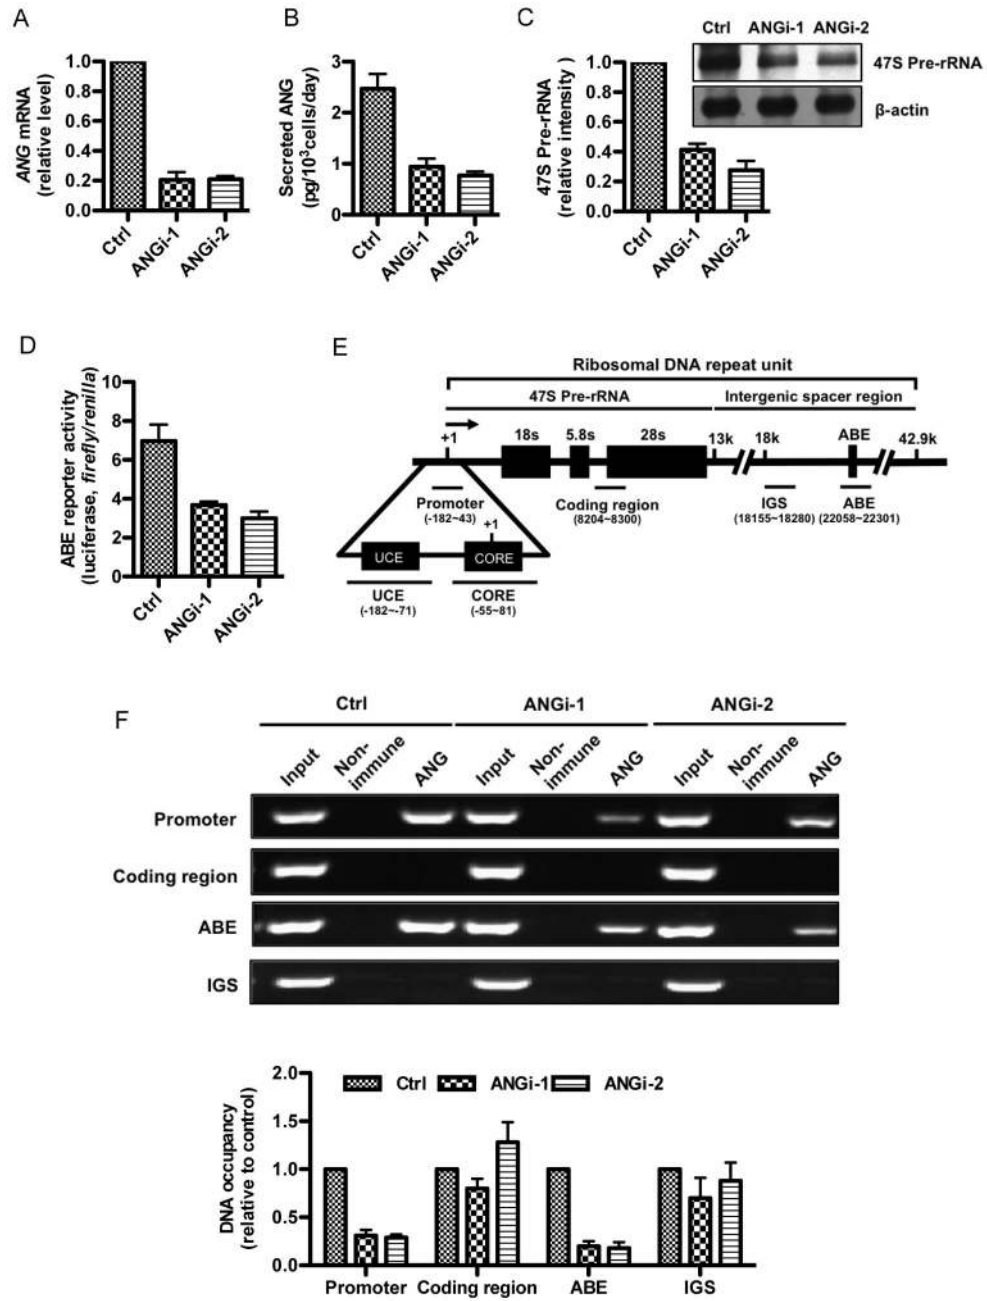 A
ANG mRNA
(relative level)
1.0
0.8
0.6
0.4
0.2
0.0
Ctrl
ANGi-1
ANGi-2
B
Secreted ANG
(pg/10³cells/day)
3
2
1
0
Ctrl
ANGi-1
ANGi-2
C
47S Pre-rRNA
(relative intensity )
1.0
0.8
0.6
0.4
0.2
0.0
Ctrl
ANGi-1
ANGi-2
Ctrl ANGi-1 ANGi-2
47S Pre-rRNA
β-actin
D
ABE reporter activity
(luciferase, firefly/renilla)
10
8
6
4
2
0
Ctrl
ANGi-1
ANGi-2
E
Ribosomal DNA repeat unit
47S Pre-rRNA Intergenic spacer region
+1 18s 5.8s 28s 13k 18k ABE 42.9k
Promoter Coding region IGS ABE
(-182~43) (8204~8300) (18155~18280) (22058~22301)
+1
UCE CORE
UCE CORE
(-182~-71) (-55~81)
F
Ctrl ANGi-1 ANGi-2
Input Non-immune ANG Input Non-immune ANG Input Non-immune ANG
Promoter
Coding region
ABE
IGS
DNA occupancy
(relative to control)
2.0
1.5
1.0
0.5
0.0
Ctrl ANGi-1 ANGi-2
Promoter Coding region ABE IGS